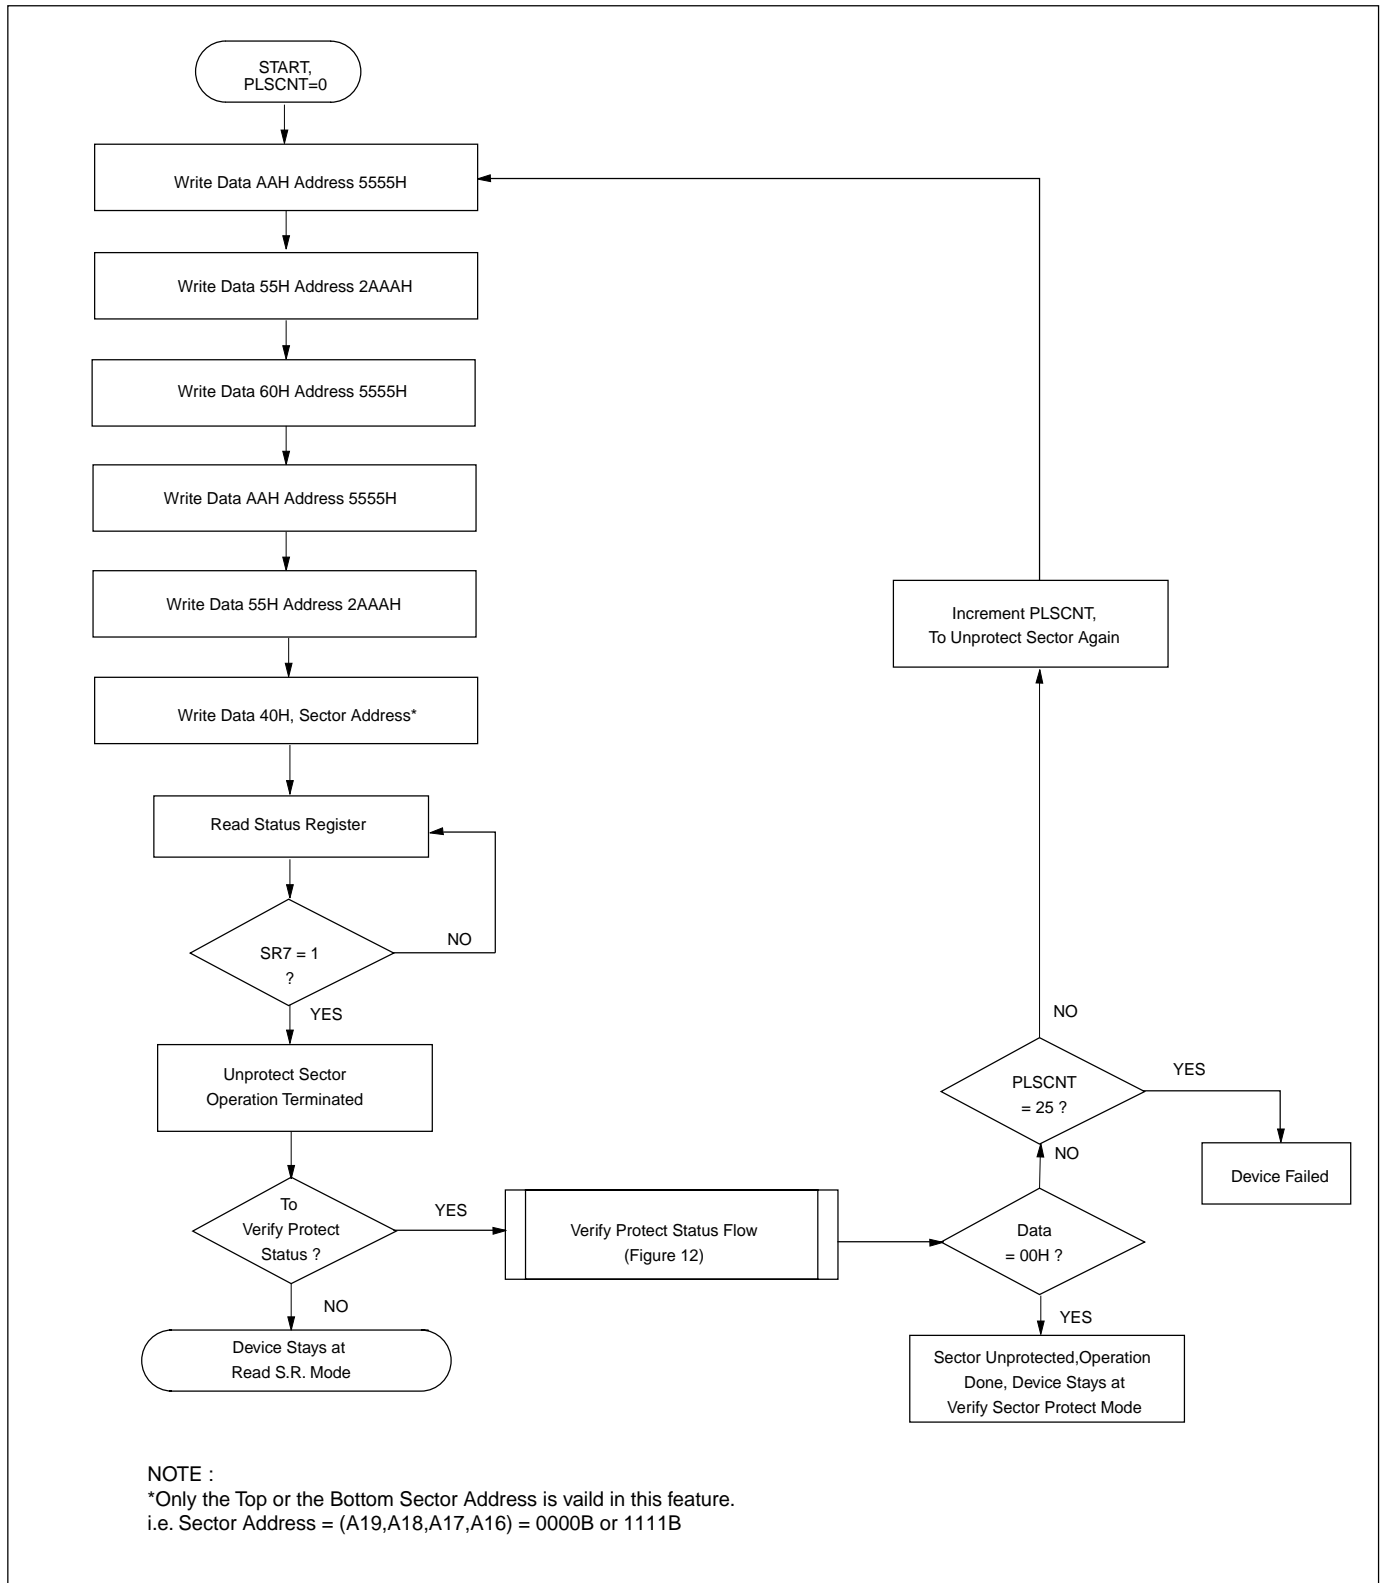 START,
PLSCNT=0
Write Data AAH Address 5555H
Write Data 55H Address 2AAAH
Write Data 60H Address 5555H
Write Data AAH Address 5555H
Write Data 55H Address 2AAAH
Write Data 40H, Sector Address*
Read Status Register
SR7 = 1
?
NO
YES
Unprotect Sector
Operation Terminated
To
Verify Protect
Status ?
YES
NO
Device Stays at
Read S.R. Mode
Verify Protect Status Flow
(Figure 12)
Data
= 00H ?
YES
Sector Unprotected,Operation
Done, Device Stays at
Verify Sector Protect Mode
NO
PLSCNT
= 25 ?
YES
Device Failed
NO
Increment PLSCNT,
To Unprotect Sector Again
NOTE :
*Only the Top or the Bottom Sector Address is vaild in this feature.
i.e. Sector Address = (A19,A18,A17,A16) = 0000B or 1111B